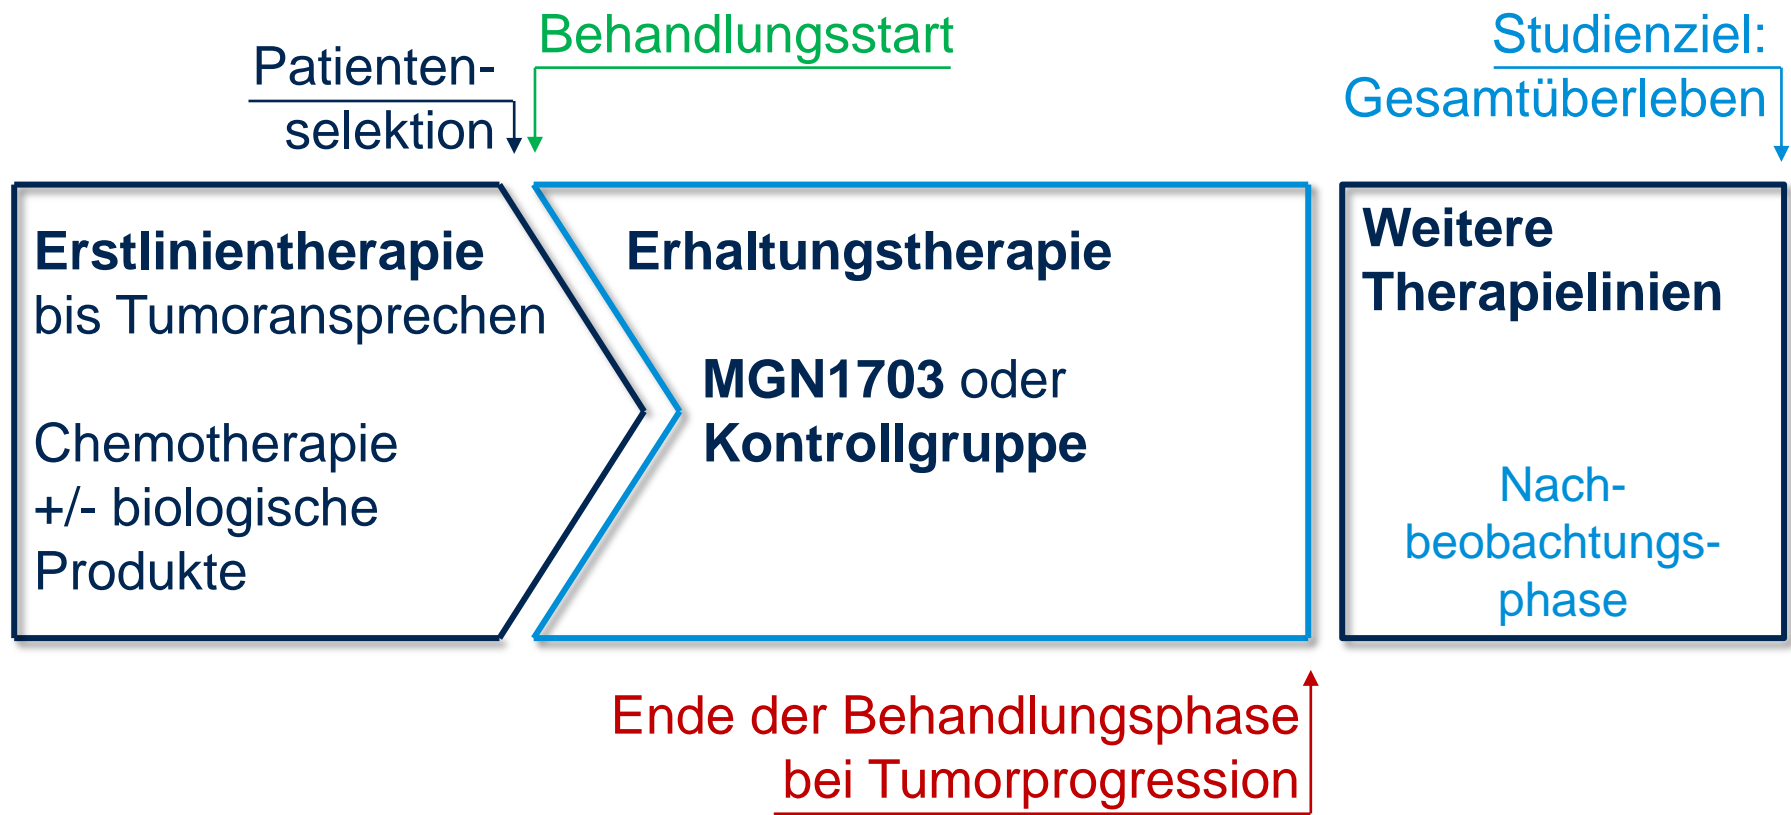 Patienten-
selektion
Behandlungsstart
Studienziel:
Gesamtüberleben
Erstlinientherapie
bis Tumoransprechen
Chemotherapie
+/- biologische
Produkte
Erhaltungstherapie
MGN1703 oder
Kontrollgruppe
Weitere
Therapielinien
Nach-
beobachtungs-
phase
Ende der Behandlungsphase
bei Tumorprogression